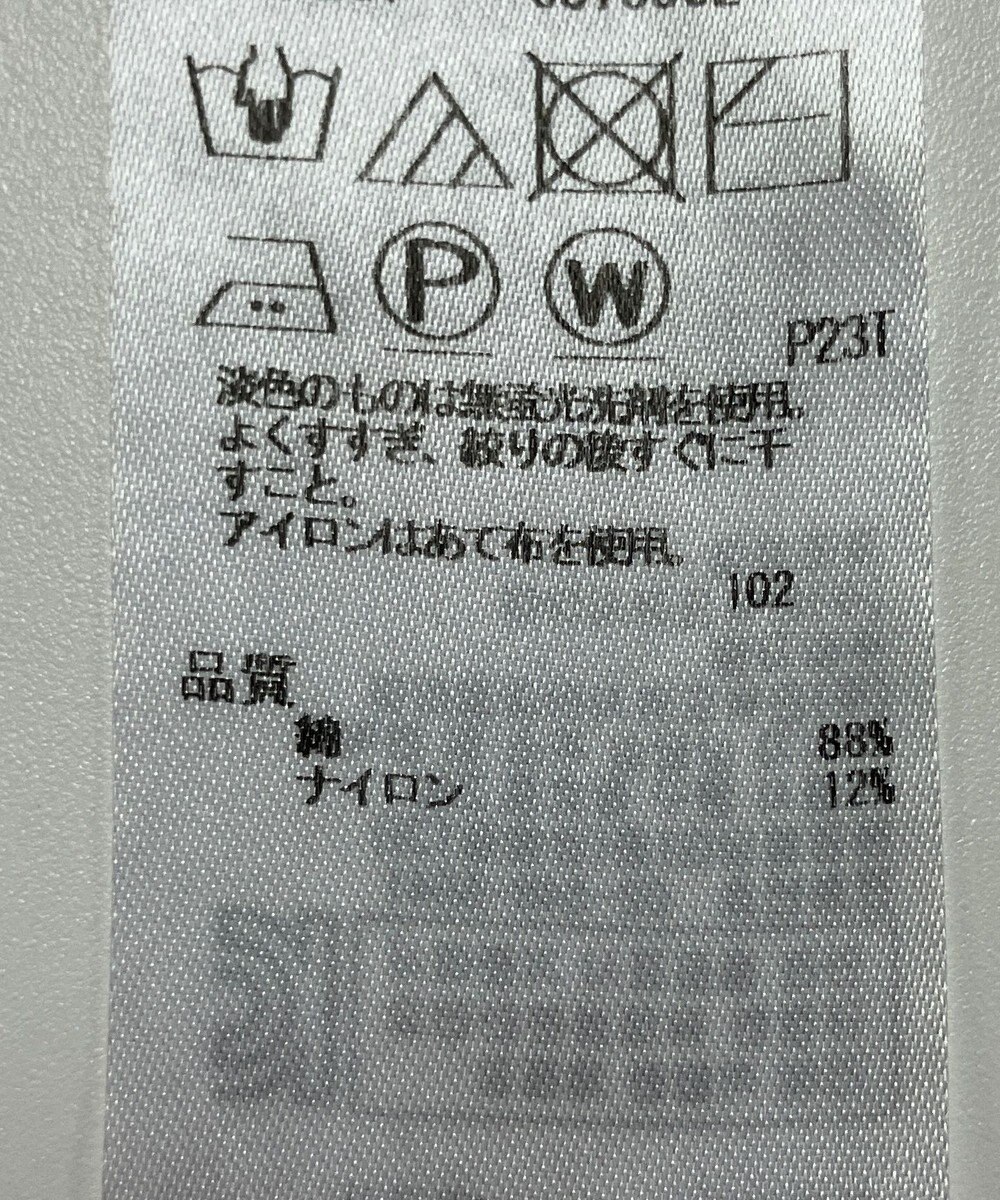 P
W
P23T
淡色のものは無蛍光洗剤を使用。
よくすすぎ、絞りの後すぐに干
すこと。
アイロンはあて布を使用。
102
品質
綿 88%
ナイロン 12%